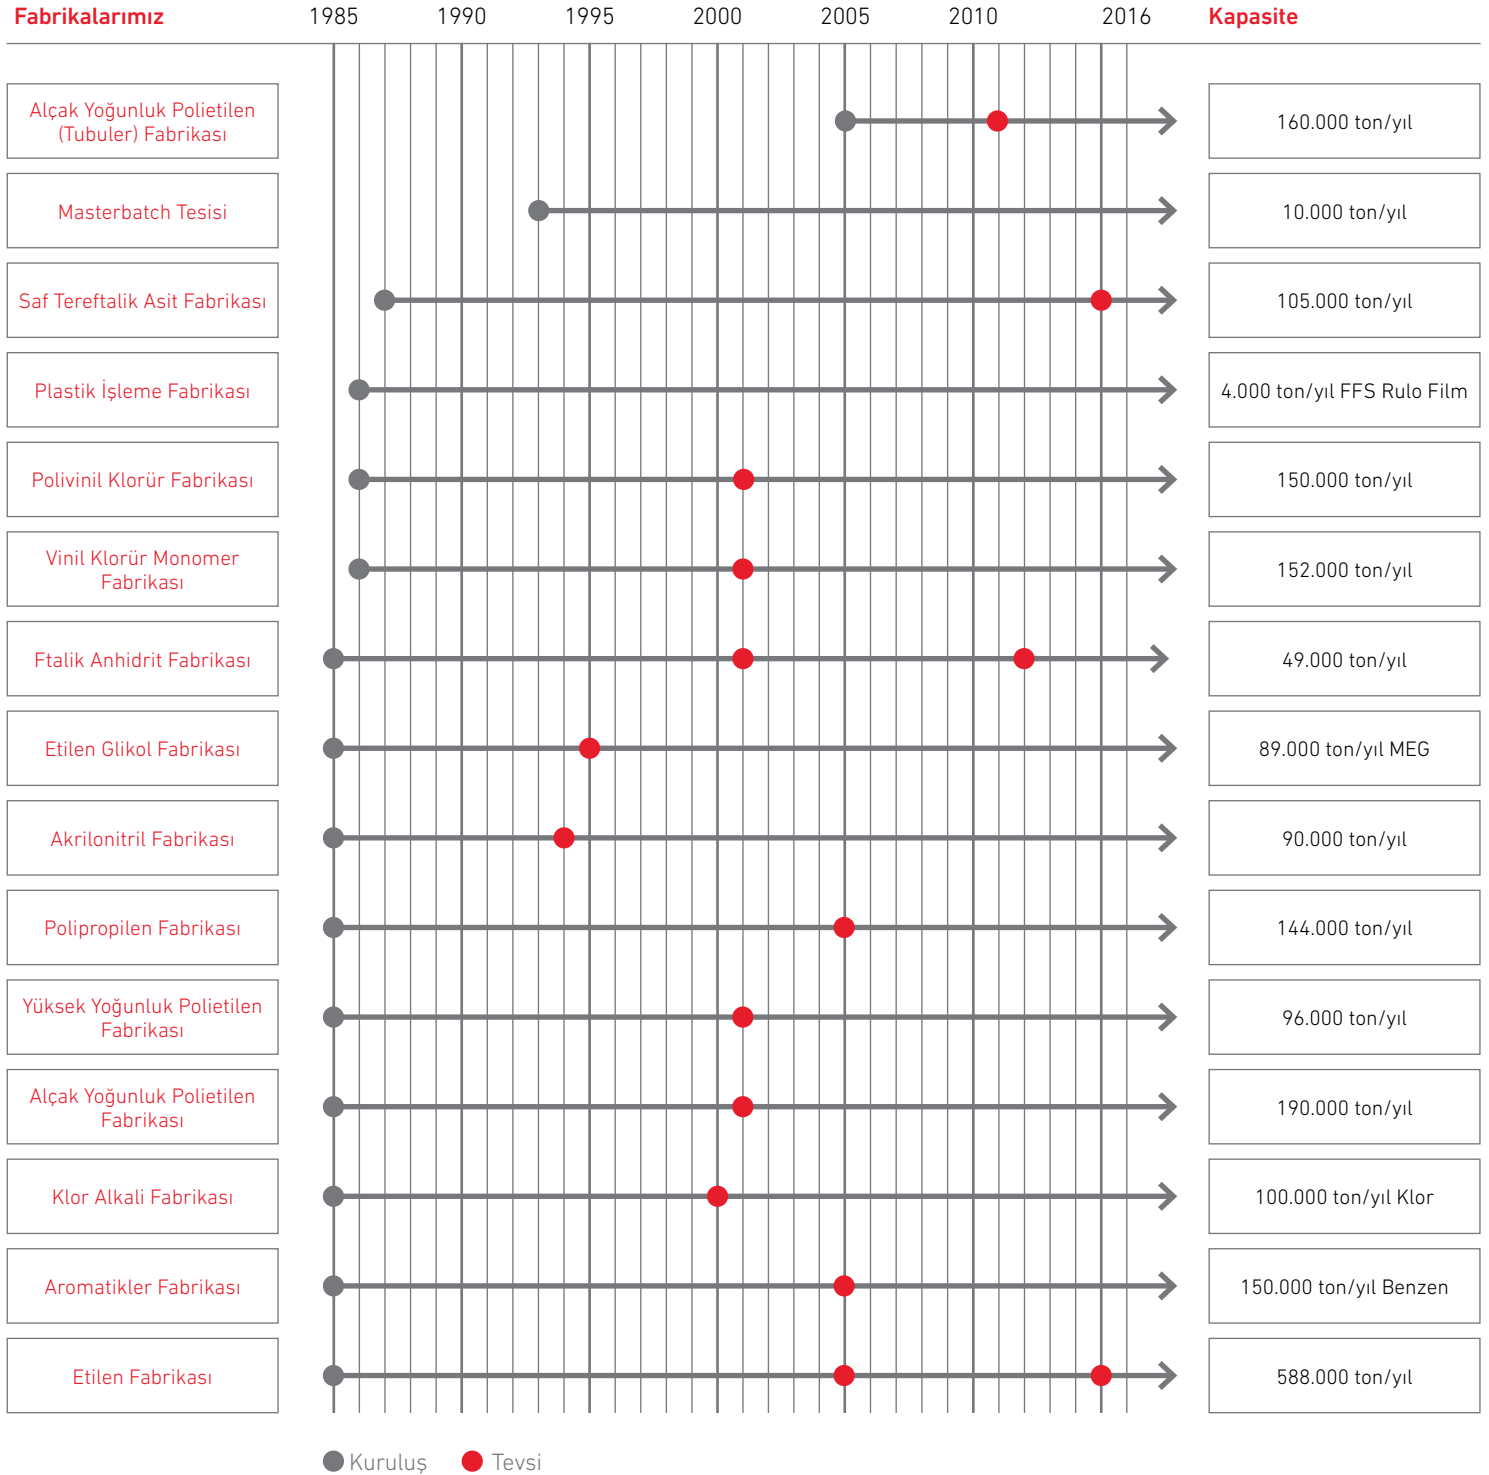 Fabrikalarımız 1985 1990 1995 2000 2005 2010 2016 Kapasite
Alçak Yoğunluk Polietilen
(Tubuler) Fabrikası
160.000 ton/yıl
Masterbatch Tesisi
10.000 ton/yıl
Saf Tereftalik Asit Fabrikası
105.000 ton/yıl
Plastik İşleme Fabrikası
4.000 ton/yıl FFS Rulo Film
Polivinil Klorür Fabrikası
150.000 ton/yıl
Vinil Klorür Monomer
Fabrikası
152.000 ton/yıl
Ftalik Anhidrit Fabrikası
49.000 ton/yıl
Etilen Glikol Fabrikası
89.000 ton/yıl MEG
Akrilonitril Fabrikası
90.000 ton/yıl
Polipropilen Fabrikası
144.000 ton/yıl
Yüksek Yoğunluk Polietilen
Fabrikası
96.000 ton/yıl
Alçak Yoğunluk Polietilen
Fabrikası
190.000 ton/yıl
Klor Alkali Fabrikası
100.000 ton/yıl Klor
Aromatikler Fabrikası
150.000 ton/yıl Benzen
Etilen Fabrikası
588.000 ton/yıl
Kuruluş Tevsi